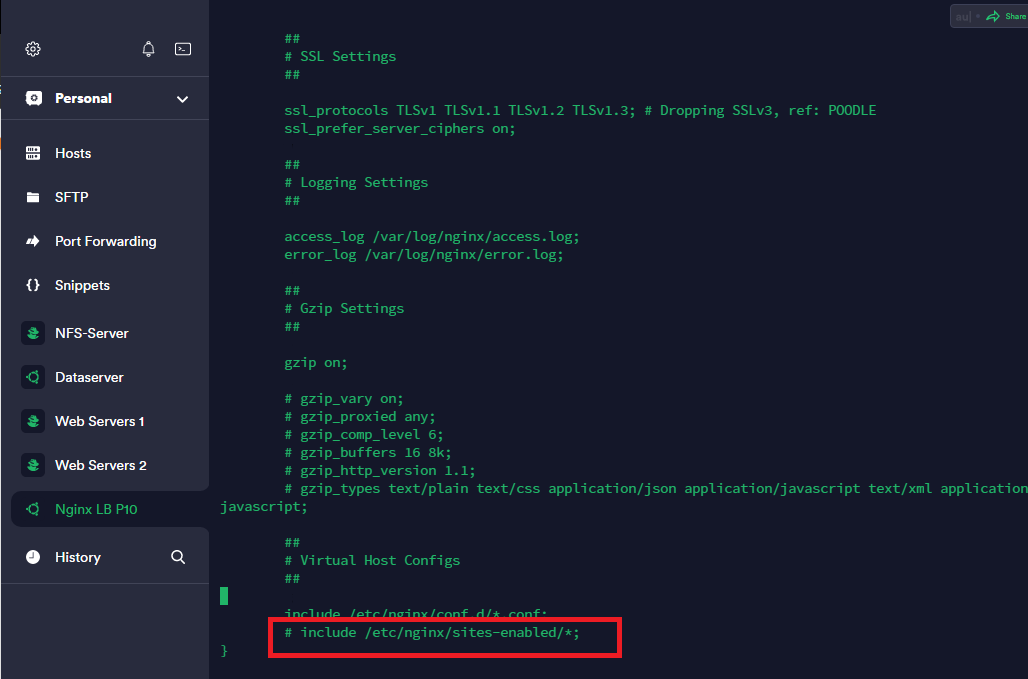 au
Share
Personal
Hosts
SFTP
Port Forwarding
Snippets
NFS-Server
Dataserver
Web Servers 1
Web Servers 2
Nginx LB P10
History
##
# SSL Settings
##
ssl_protocols TLSv1 TLSv1.1 TLSv1.2 TLSv1.3; # Dropping SSLv3, ref: POODLE
ssl_prefer_server_ciphers on;
##
# Logging Settings
##
access_log /var/log/nginx/access.log;
error_log /var/log/nginx/error.log;
##
# Gzip Settings
##
gzip on;
# gzip_vary on;
# gzip_proxied any;
# gzip_comp_level 6;
# gzip_buffers 16 8k;
# gzip_http_version 1.1;
# gzip_types text/plain text/css application/json application/javascript text/xml application
javascript;
##
# Virtual Host Configs
##
include /etc/nginx/conf.d/*.conf;
# include /etc/nginx/sites-enabled/*;
}